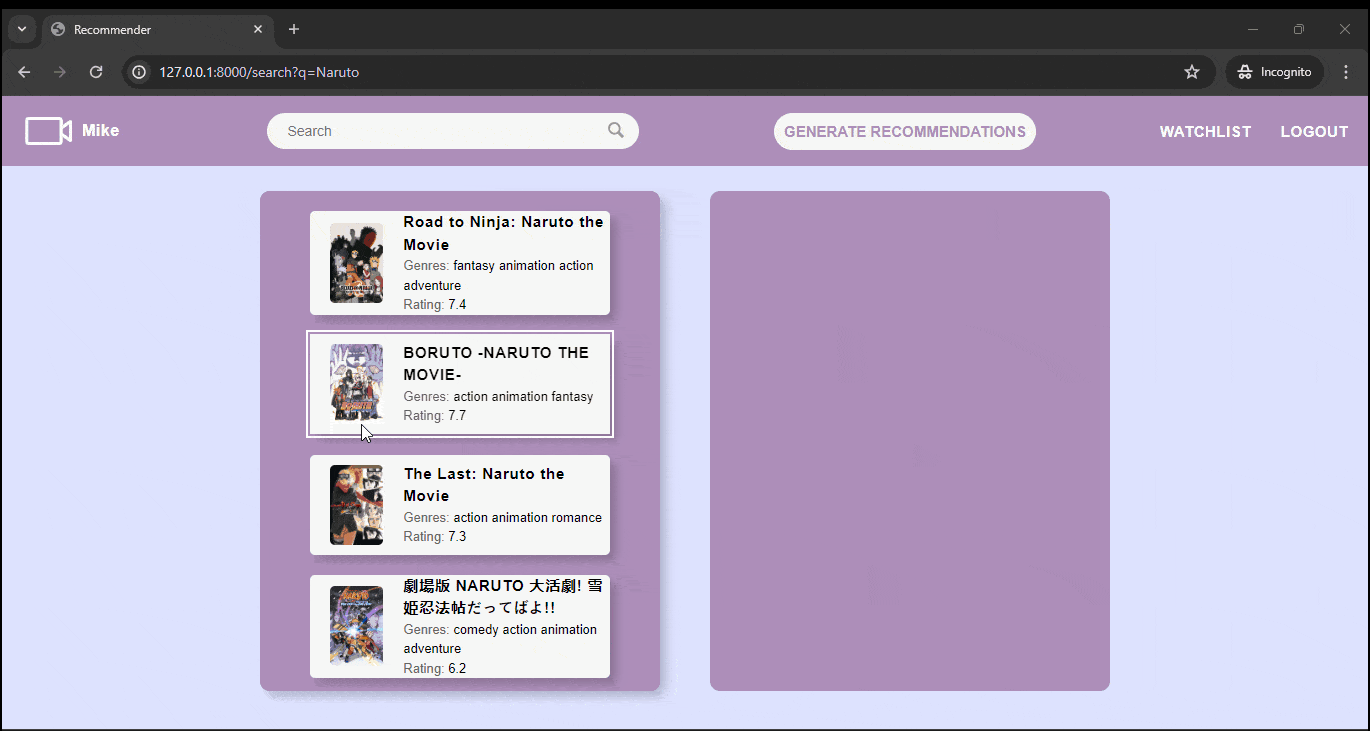 Recommender
127.0.0.1:8000/search?q=Naruto
Incognito
Mike
Search
GENERATE RECOMMENDATIONS
WATCHLIST
LOGOUT
Road to Ninja: Naruto the
Movie
Genres: fantasy animation action
adventure
Rating: 7.4
BORUTO -NARUTO THE
MOVIE-
Genres: action animation fantasy
Rating: 7.7
The Last: Naruto the
Movie
Genres: action animation romance
Rating: 7.3
劇場版 NARUTO 大活劇! 雪
姫忍法帖だってばよ!!
Genres: comedy action animation
adventure
Rating: 6.2